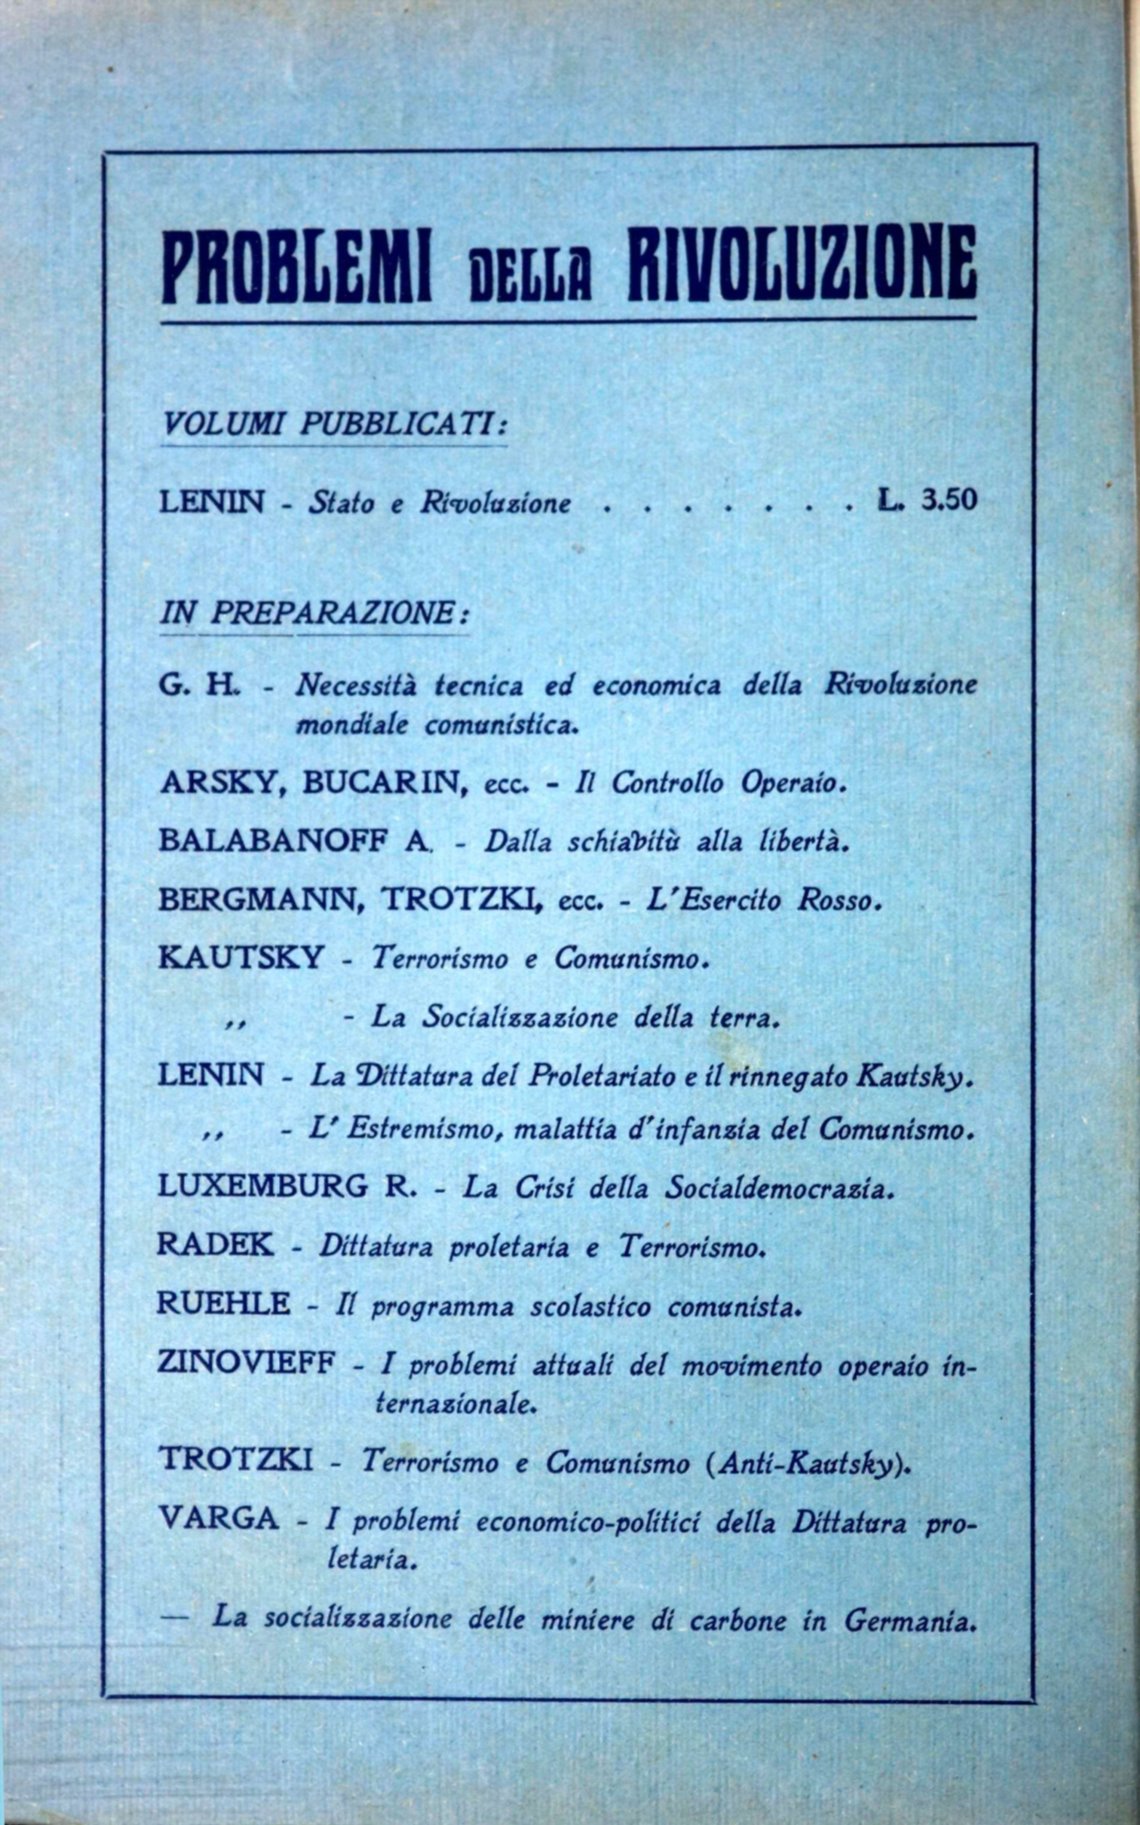 PROBLEMI DELLA RIVOLUZIONE
VOLUMI PUBBLICATI:
LENIN - Stato e Rivoluzione . . . . . . . L. 3.50
IN PREPARAZIONE:
G. H. - Necessità tecnica ed economica della Rivoluzione
mondiale comunistica.
ARSKY, BUCARIN, ecc. - Il Controllo Operaio.
BALABANOFF A. - Dalla schiavitù alla libertà.
BERGMANN, TROTZKI, ecc. - L'Esercito Rosso.
KAUTSKY - Terrorismo e Comunismo.
,, - La Socializzazione della terra.
LENIN - La Dittatura del Proletariato e il rinnegato Kautsky.
,, - L' Estremismo, malattia d'infanzia del Comunismo.
LUXEMBURG R. - La Crisi della Socialdemocrazia.
RADEK - Dittatura proletaria e Terrorismo.
RUEHLE - Il programma scolastico comunista.
ZINOVIEFF - I problemi attuali del movimento operaio in-
ternazionale.
TROTZKI - Terrorismo e Comunismo (Anti-Kautsky).
VARGA - I problemi economico-politici della Dittatura pro-
letaria.
— La socializzazione delle miniere di carbone in Germania.